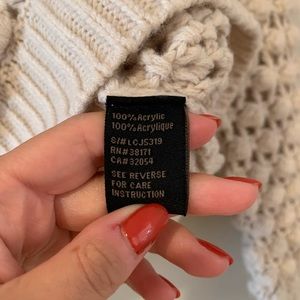 100% Acrylic
100% Acrylique
S/# LCJ5319
RN# 38171
CA# 32054
SEE REVERSE
FOR CARE
INSTRUCTION